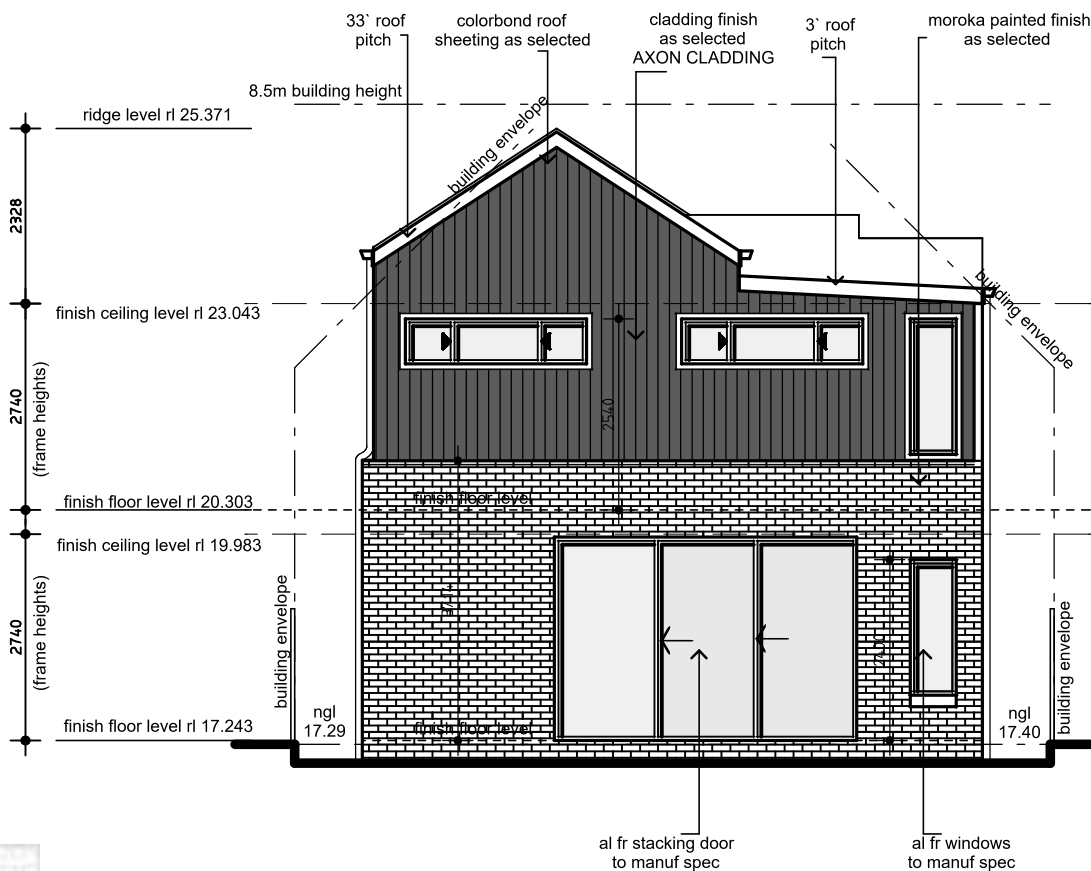 33` roof
pitch
colorbond roof
sheeting as selected
cladding finish
as selected
AXON CLADDING
3` roof
pitch
moroka painted finish
as selected
8.5m building height
ridge level rl 25.371
building envelope
2328
building envelope
finish ceiling level rl 23.043
2740
(frame heights)
2540
finish floor level rl 20.303
finish floor level
finish ceiling level rl 19.983
2740
(frame heights)
building envelope
2400
building envelope
finish floor level rl 17.243
finish floor level
ngl
17.29
ngl
17.40
al fr stacking door
to manuf spec
al fr windows
to manuf spec